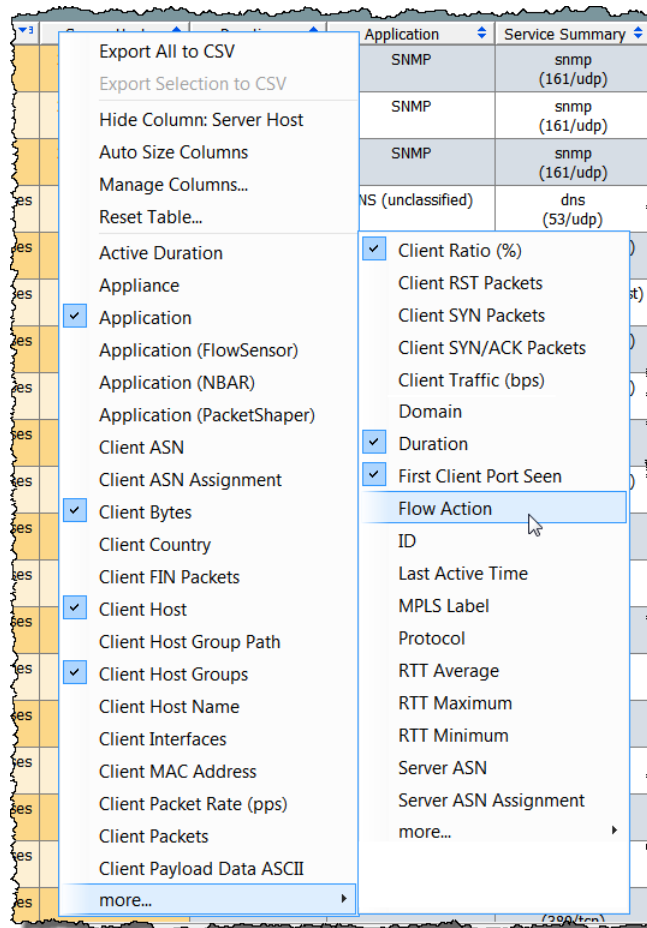 Application
Service Summary
SNMP
snmp
(161/udp)
SNMP
snmp
(161/udp)
SNMP
snmp
(161/udp)
NS (unclassified)
dns
(53/udp)
Export All to CSV
Export Selection to CSV
Hide Column: Server Host
Auto Size Columns
Manage Columns...
Reset Table...
Active Duration
Appliance
Application
Application (FlowSensor)
Application (NBAR)
Application (PacketShaper)
Client ASN
Client ASN Assignment
Client Bytes
Client Country
Client FIN Packets
Client Host
Client Host Group Path
Client Host Groups
Client Host Name
Client Interfaces
Client MAC Address
Client Packet Rate (pps)
Client Packets
Client Payload Data ASCII
more...
Client Ratio (%)
Client RST Packets
Client SYN Packets
Client SYN/ACK Packets
Client Traffic (bps)
Domain
Duration
First Client Port Seen
Flow Action
ID
Last Active Time
MPLS Label
Protocol
RTT Average
RTT Maximum
RTT Minimum
Server ASN
Server ASN Assignment
more...